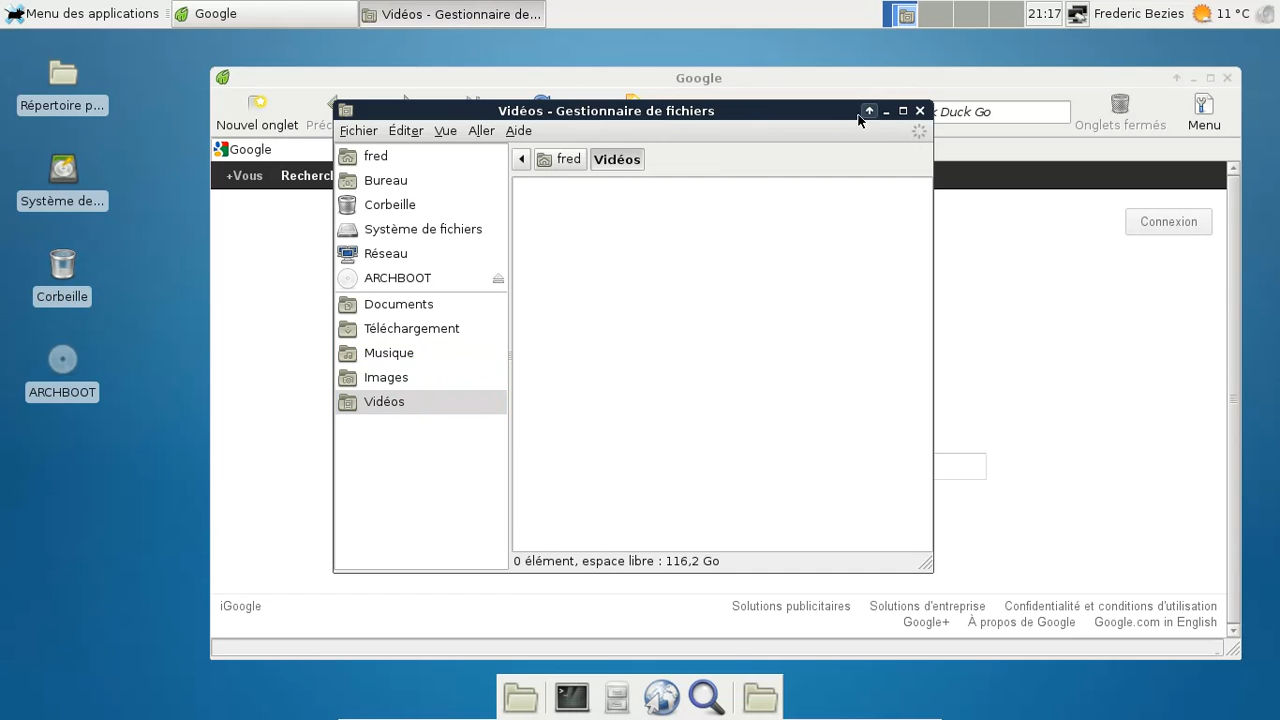 Menu des applications
Google
Vidéos - Gestionnaire de...
21:17
Frederic Bezies
11 °C
Répertoire p...
Système de...
Corbeille
ARCHBOOT
Google
Nouvel onglet
Préc
Duck Go
Onglets fermés
Menu
Google
+Vous
Recherc
Connexion
Vidéos - Gestionnaire de fichiers
Fichier
Éditer
Vue
Aller
Aide
fred
Vidéos
fred
Bureau
Corbeille
Système de fichiers
Réseau
ARCHBOOT
Documents
Téléchargement
Musique
Images
Vidéos
0 élément, espace libre : 116,2 Go
iGoogle
Solutions publicitaires
Solutions d'entreprise
Confidentialité et conditions d'utilisation
Google+
À propos de Google
Google.com in English